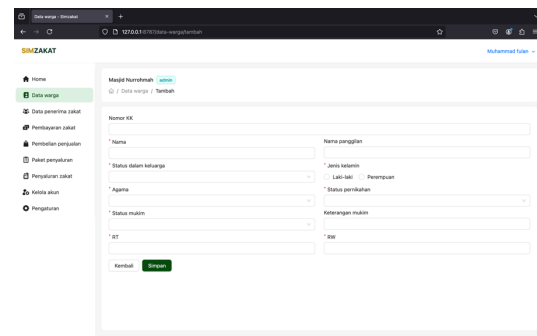 Data warga - Simzakat
127.0.0.1:8767/data-warga/tambah
SIMZAKAT
Muhammad fulan
Home
Data warga
Data penerima zakat
Pembayaran zakat
Pembelian penjualan
Paket penyaluran
Penyaluran zakat
Kelola akun
Pengaturan
Masjid Nurrohmah admin
/ Data warga / Tambah
Nomor KK
* Nama
Nama panggilan
* Status dalam keluarga
* Jenis kelamin
Laki-laki Perempuan
* Agama
* Status pernikahan
* Status mukim
Keterangan mukim
* RT
* RW
Kembali Simpan